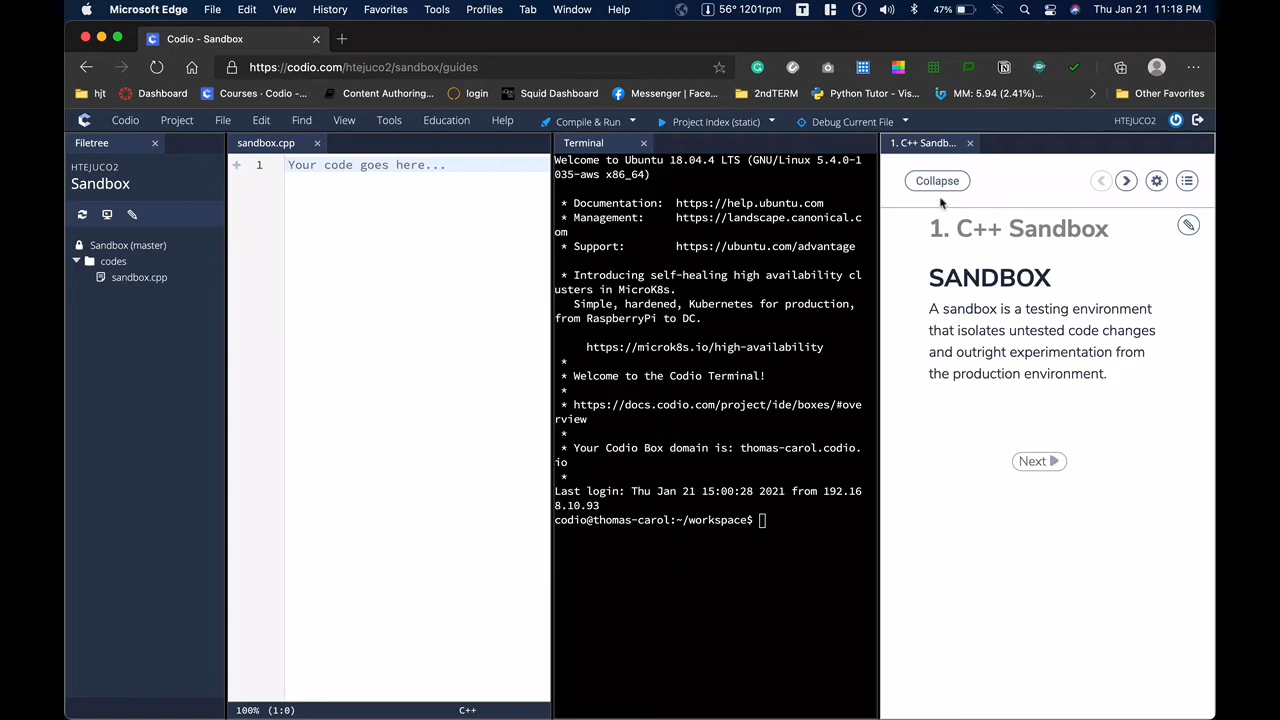 Microsoft Edge File Edit View History Favorites Tools Profiles Tab Window Help 56° 1201rpm 47% Thu Jan 21 11:18 PM
Codio - Sandbox
https://codio.com/htejuco2/sandbox/guides
hjt Dashboard Courses - Codio -... Content Authoring... login Squid Dashboard Messenger | Face... 2ndTERM Python Tutor - Vis... MM: 5.94 (2.41%)... Other Favorites
Codio Project File Edit Find View Tools Education Help Compile & Run Project Index (static) Debug Current File HTEJUCO2
Filetree
HTEJUCO2
Sandbox
Sandbox (master)
codes
sandbox.cpp
sandbox.cpp
1 Your code goes here...
100% (1:0) C++
Terminal
Welcome to Ubuntu 18.04.4 LTS (GNU/Linux 5.4.0-1
035-aws x86_64)
* Documentation: https://help.ubuntu.com
* Management: https://landscape.canonical.c
om
* Support: https://ubuntu.com/advantage
* Introducing self-healing high availability cl
usters in MicroK8s.
Simple, hardened, Kubernetes for production,
from RaspberryPi to DC.
https://microk8s.io/high-availability
*
* Welcome to the Codio Terminal!
*
* https://docs.codio.com/project/ide/boxes/#ove
rview
*
* Your Codio Box domain is: thomas-carol.codio.
io
*
Last login: Thu Jan 21 15:00:28 2021 from 192.16
8.10.93
codio@thomas-carol:~/workspace$
1. C++ Sandb...
Collapse
1. C++ Sandbox
SANDBOX
A sandbox is a testing environment
that isolates untested code changes
and outright experimentation from
the production environment.
Next